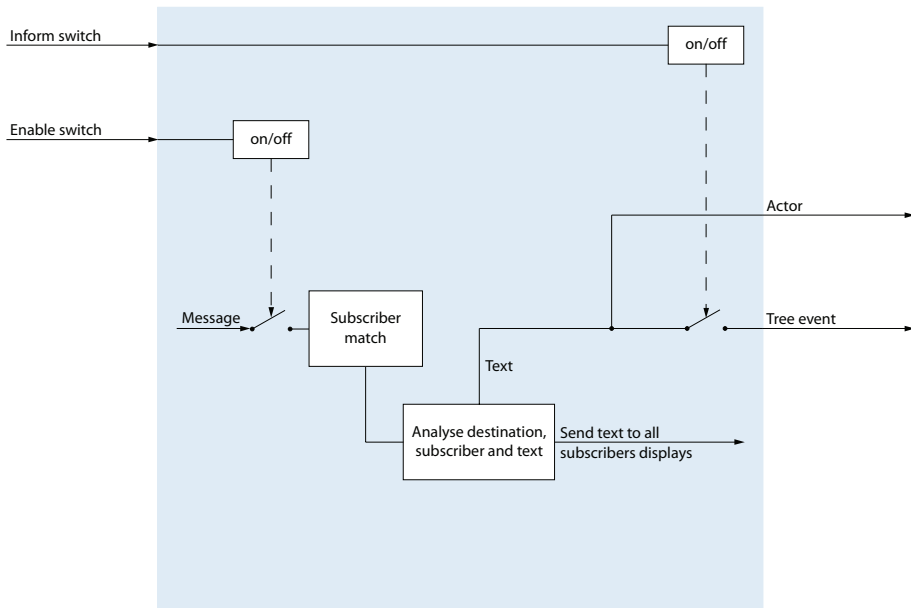 Inform switch
on/off
Enable switch
on/off
Actor
Message
Subscriber
match
Tree event
Text
Analyse destination,
subscriber and text
Send text to all
subscribers displays